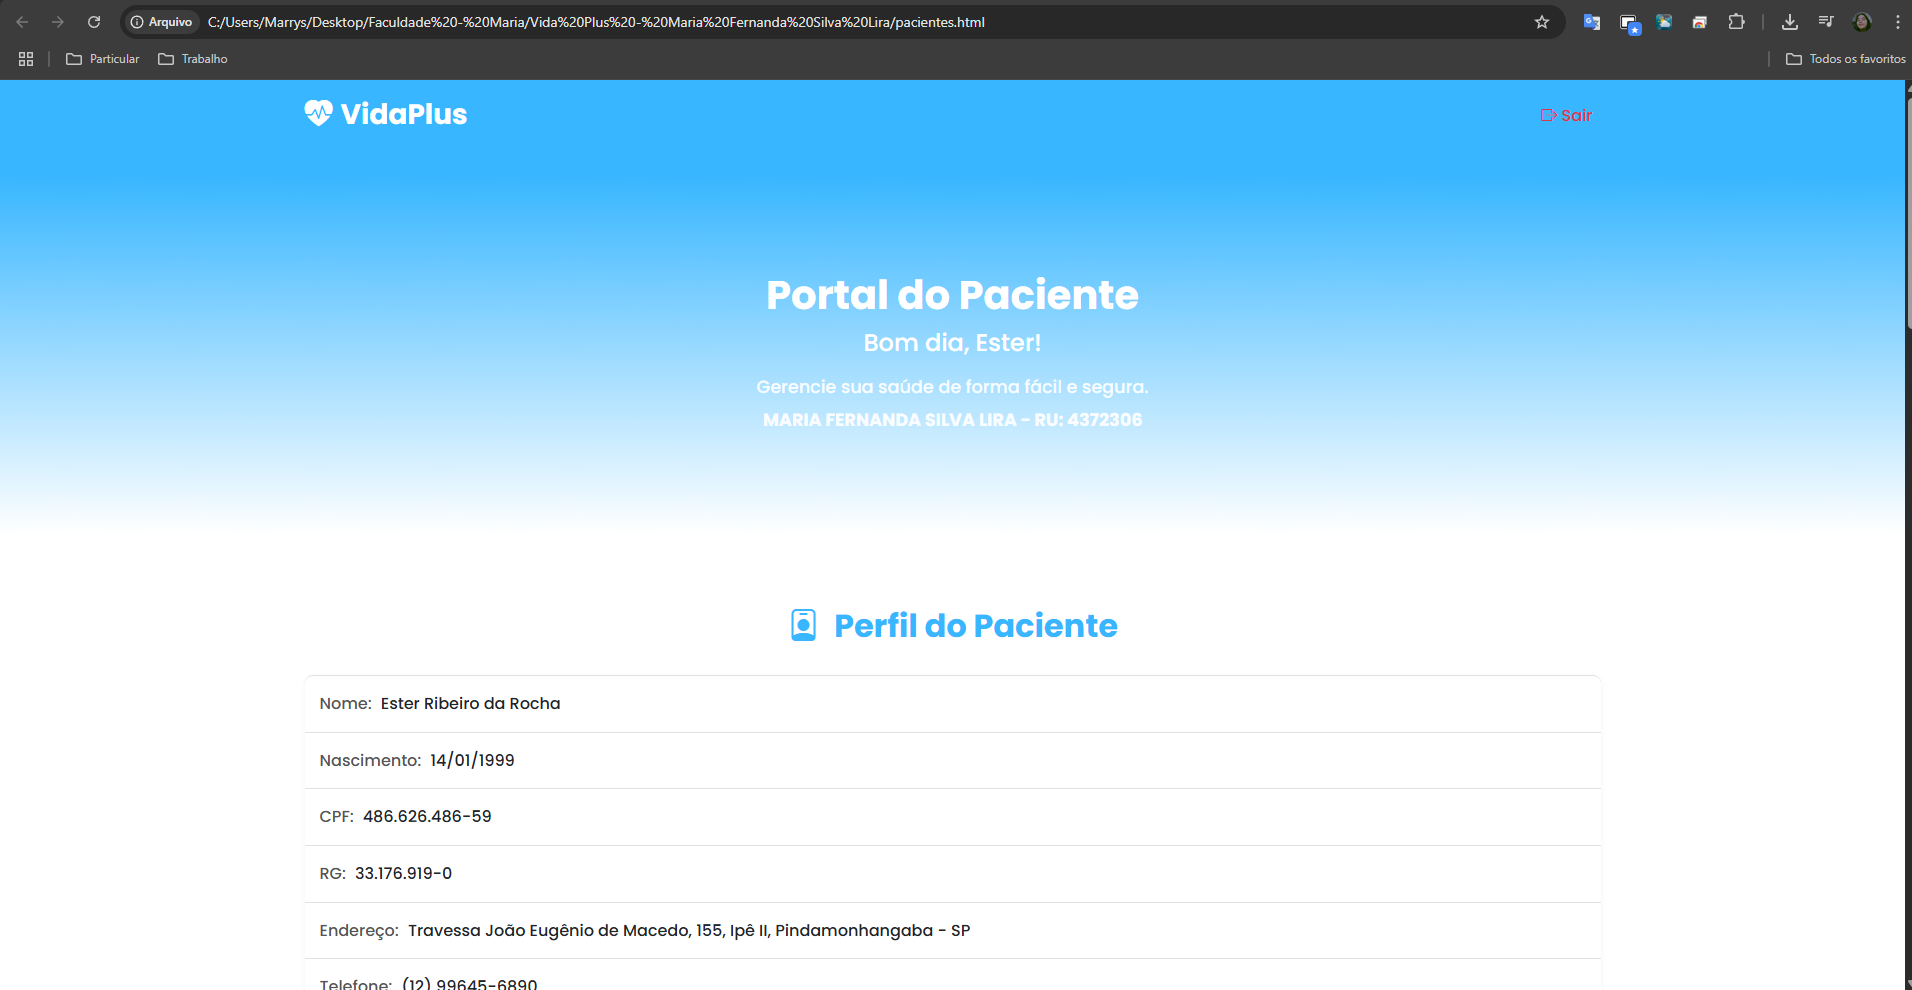 Arquivo C:/Users/Marrys/Desktop/Faculdade%20-%20Maria/Vida%20Plus%20-%20Maria%20Fernanda%20Silva%20Lira/pacientes.html
Particular Trabalho Todos os favoritos
VidaPlus Sair
Portal do Paciente
Bom dia, Ester!
Gerencie sua saúde de forma fácil e segura.
MARIA FERNANDA SILVA LIRA - RU: 4372306
Perfil do Paciente
Nome: Ester Ribeiro da Rocha
Nascimento: 14/01/1999
CPF: 486.626.486-59
RG: 33.176.919-0
Endereço: Travessa João Eugênio de Macedo, 155, Ipê II, Pindamonhangaba - SP
Telefone: (12) 99645-6890